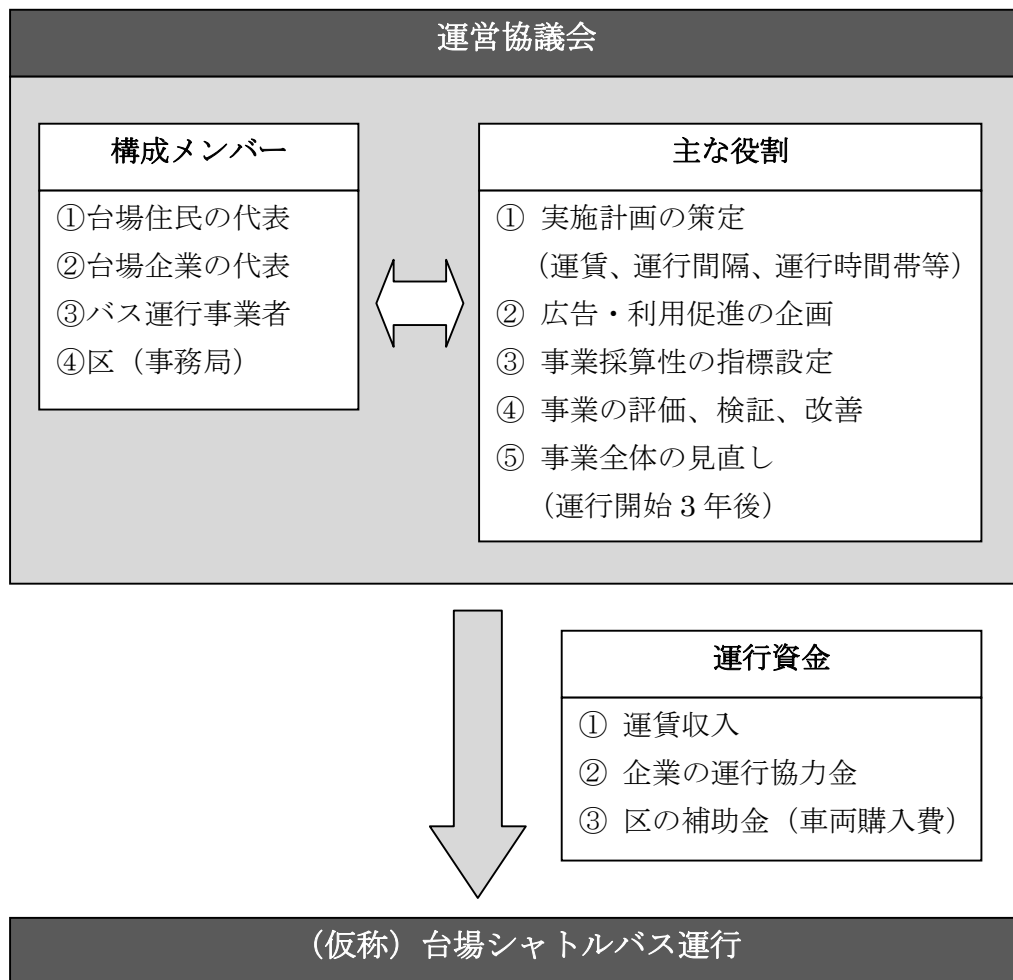 運営協議会
構成メンバー
①台場住民の代表
②台場企業の代表
③バス運行事業者
④区（事務局）
主な役割
① 実施計画の策定
（運賃、運行間隔、運行時間帯等）
② 広告・利用促進の企画
③ 事業採算性の指標設定
④ 事業の評価、検証、改善
⑤ 事業全体の見直し
（運行開始 3 年後）
運行資金
① 運賃収入
② 企業の運行協力金
③ 区の補助金（車両購入費）
（仮称）台場シャトルバス運行